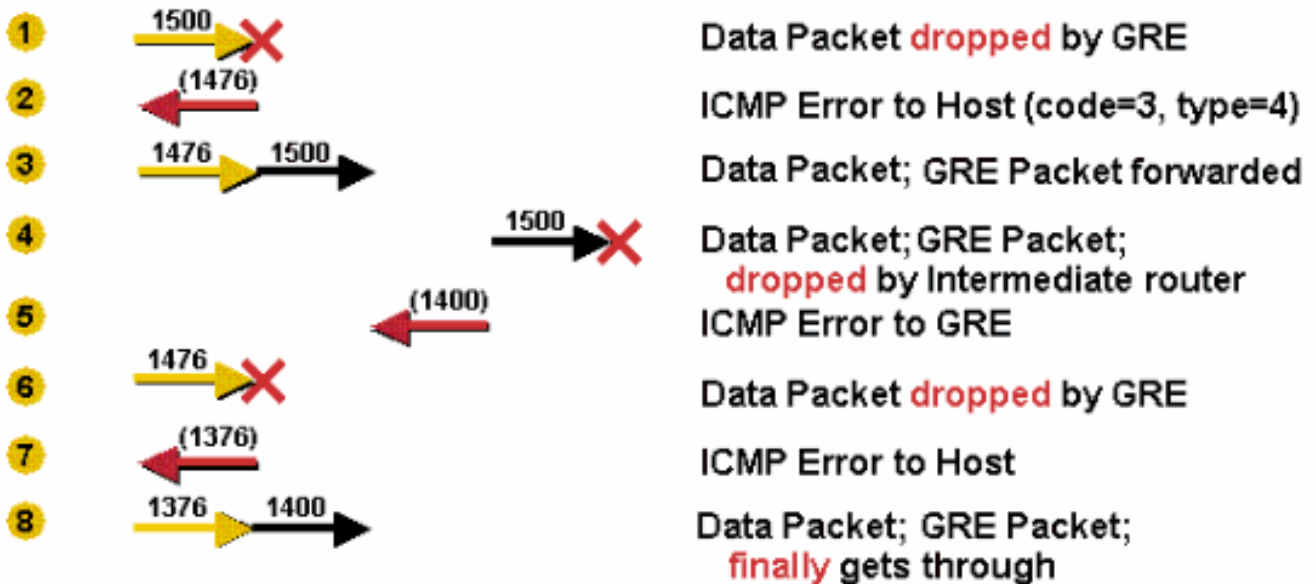 1 1500 Data Packet dropped by GRE
2 (1476) ICMP Error to Host (code=3, type=4)
3 1476 1500 Data Packet; GRE Packet forwarded
4 1500 Data Packet; GRE Packet;
dropped by Intermediate router
5 (1400) ICMP Error to GRE
6 1476 Data Packet dropped by GRE
7 (1376) ICMP Error to Host
8 1376 1400 Data Packet; GRE Packet;
finally gets through